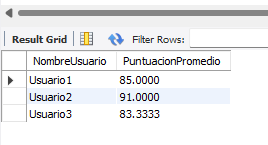 Result Grid Filter Rows:
NombreUsuario PuntuacionPromedio
Usuario1 85.0000
Usuario2 91.0000
Usuario3 83.3333